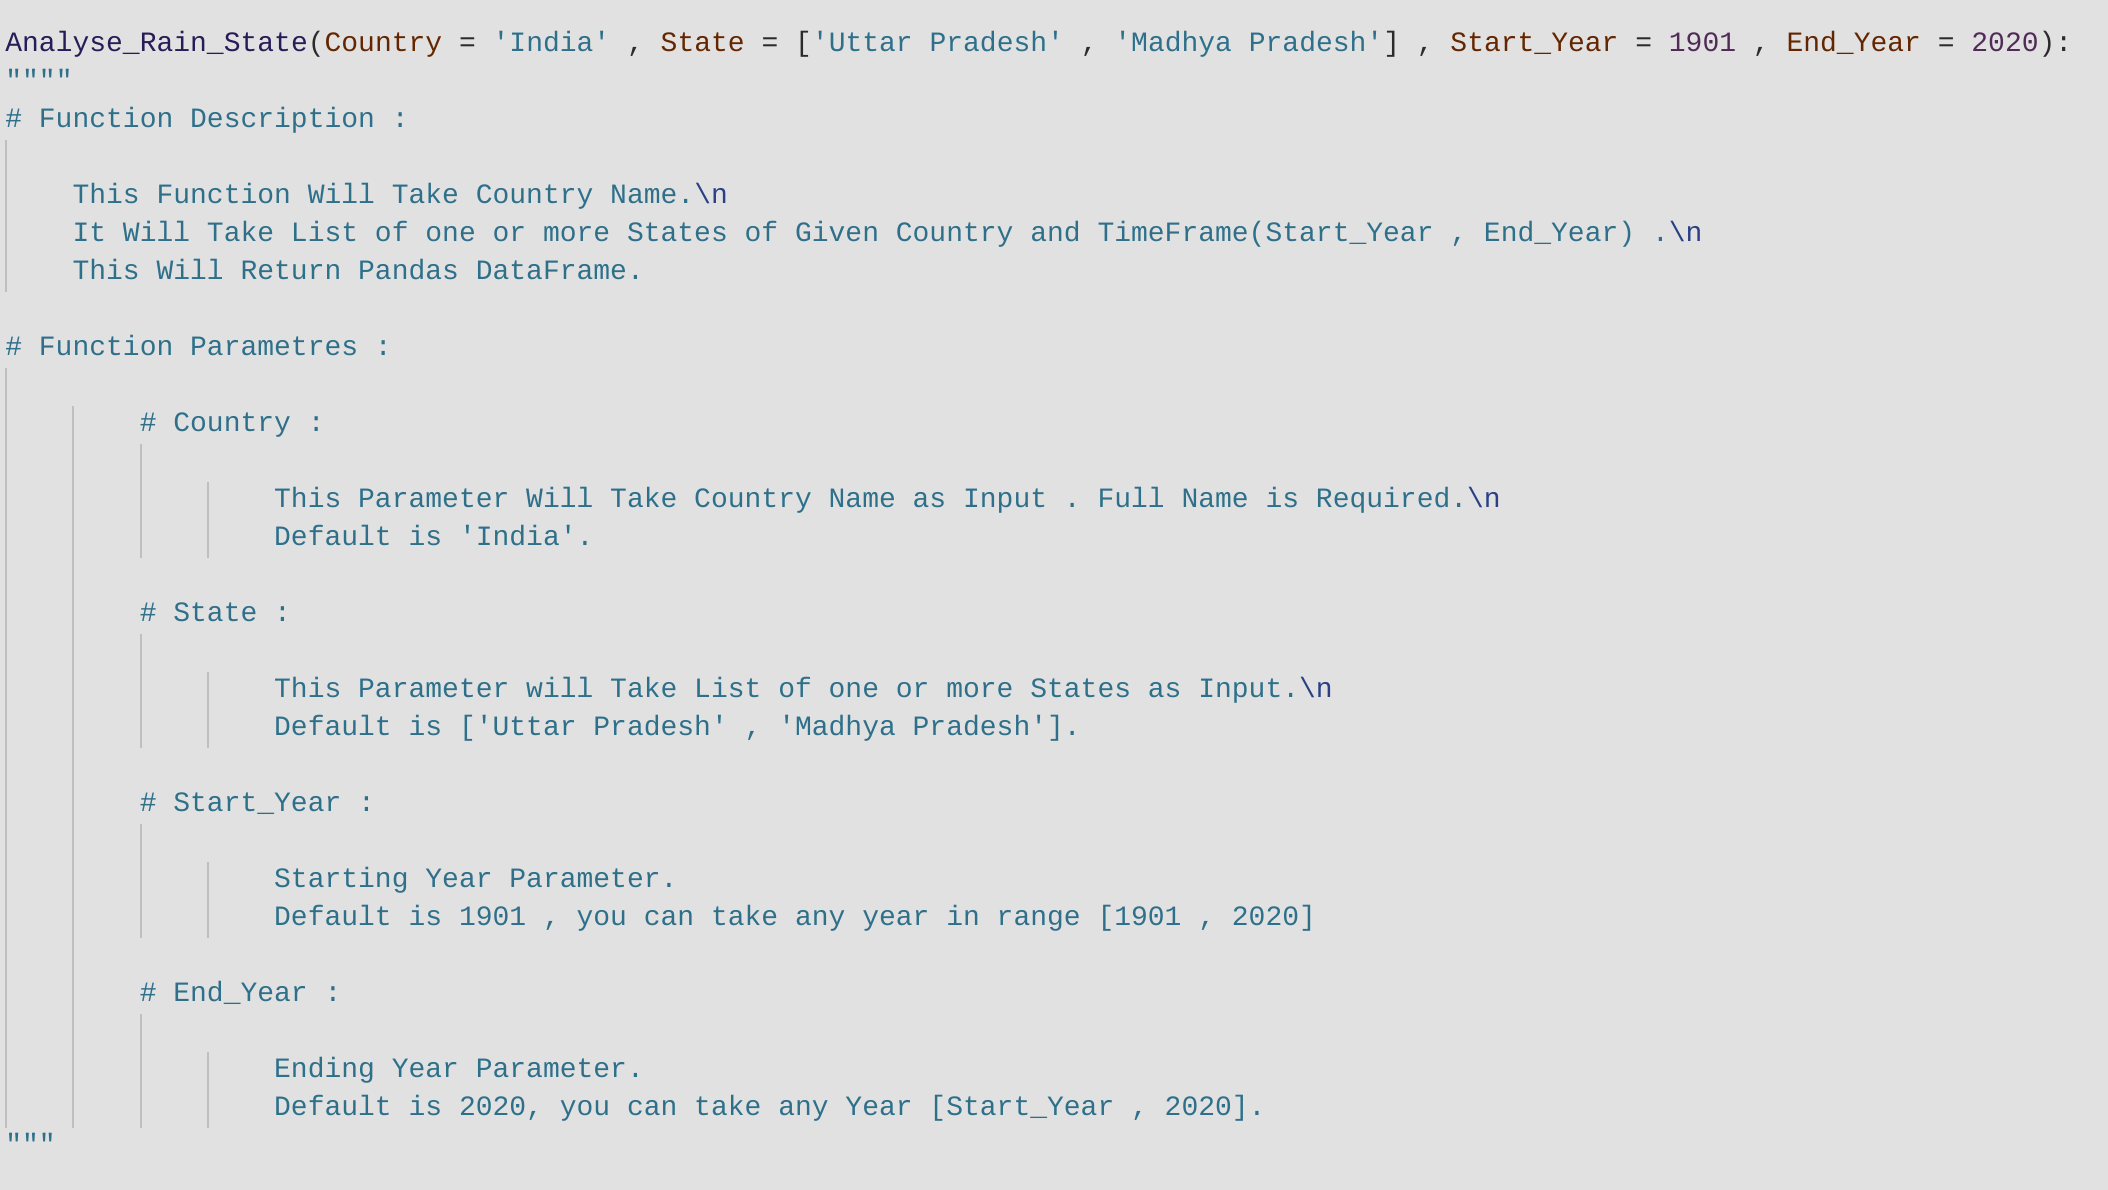 Analyse_Rain_State(Country = 'India' , State = ['Uttar Pradesh' , 'Madhya Pradesh'] , Start_Year = 1901 , End_Year = 2020):
""""
# Function Description :
This Function Will Take Country Name.\n
It Will Take List of one or more States of Given Country and TimeFrame(Start_Year , End_Year) .\n
This Will Return Pandas DataFrame.
# Function Parametres :
# Country :
This Parameter Will Take Country Name as Input . Full Name is Required.\n
Default is 'India'.
# State :
This Parameter will Take List of one or more States as Input.\n
Default is ['Uttar Pradesh' , 'Madhya Pradesh'].
# Start_Year :
Starting Year Parameter.
Default is 1901 , you can take any year in range [1901 , 2020]
# End_Year :
Ending Year Parameter.
Default is 2020, you can take any Year [Start_Year , 2020].
"""